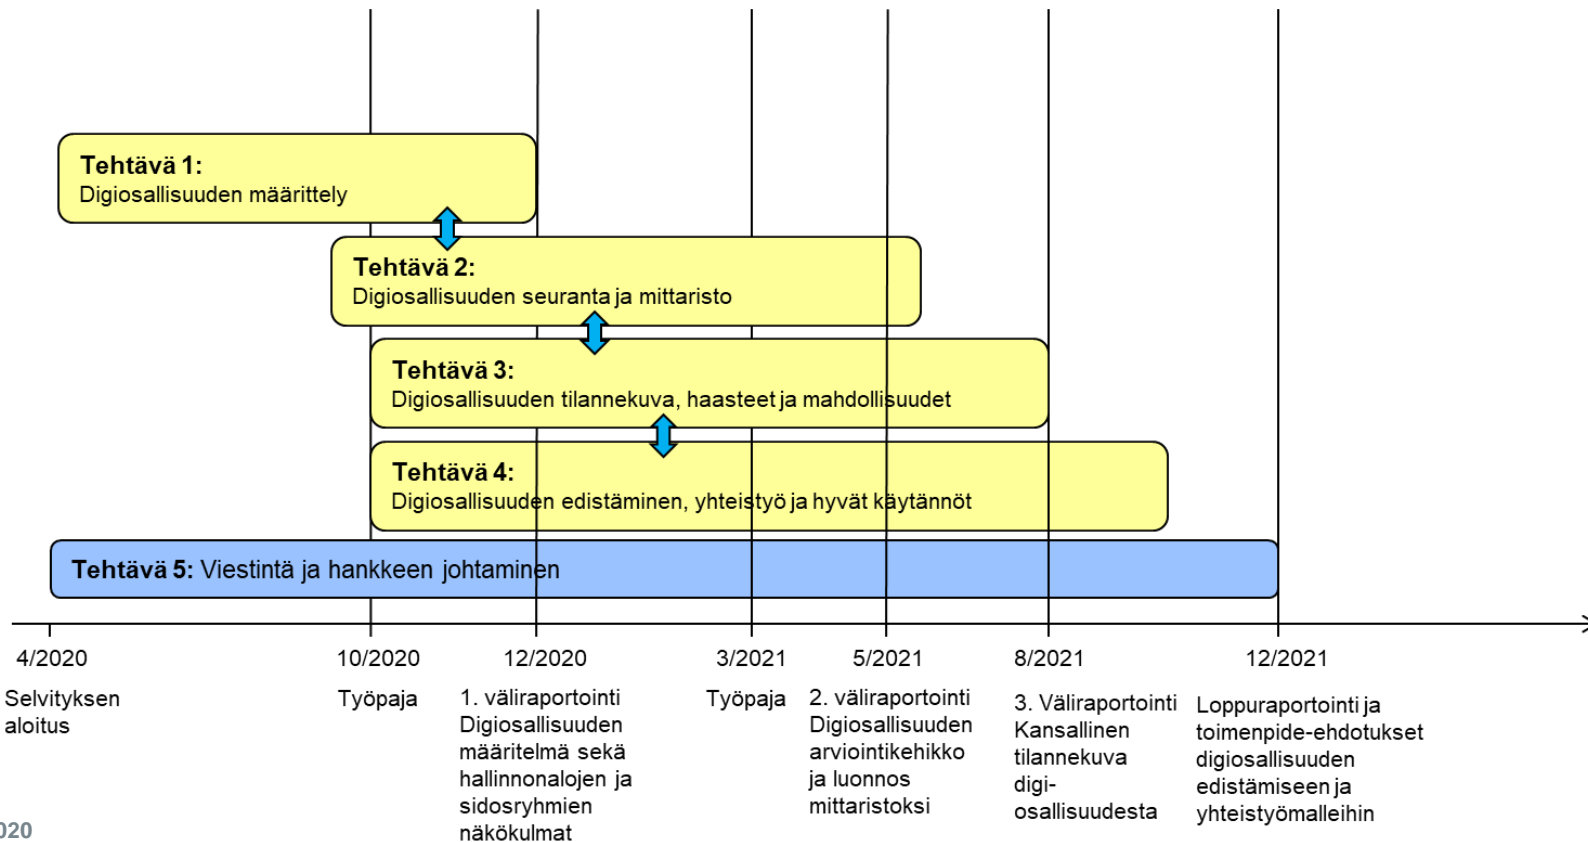 Tehtävä 1:
Digiosallisuuden määrittely
Tehtävä 2:
Digiosallisuuden seuranta ja mittaristo
Tehtävä 3:
Digiosallisuuden tilannekuva, haasteet ja mahdollisuudet
Tehtävä 4:
Digiosallisuuden edistäminen, yhteistyö ja hyvät käytännöt
Tehtävä 5: Viestintä ja hankkeen johtaminen
4/2020
Selvityksen
aloitus
10/2020
Työpaja
12/2020
1. väliraportointi
Digiosallisuuden
määritelmä sekä
hallinnonalojen ja
sidosryhmien
näkökulmat
3/2021
Työpaja
5/2021
2. väliraportointi
Digiosallisuuden
arviointikehikko
ja luonnos
mittaristoksi
8/2021
3. Väliraportointi
Kansallinen
tilannekuva
digi-
osallisuudesta
12/2021
Loppuraportointi ja
toimenpide-ehdotukset
digiosallisuuden
edistämiseen ja
yhteistyömalleihin
020